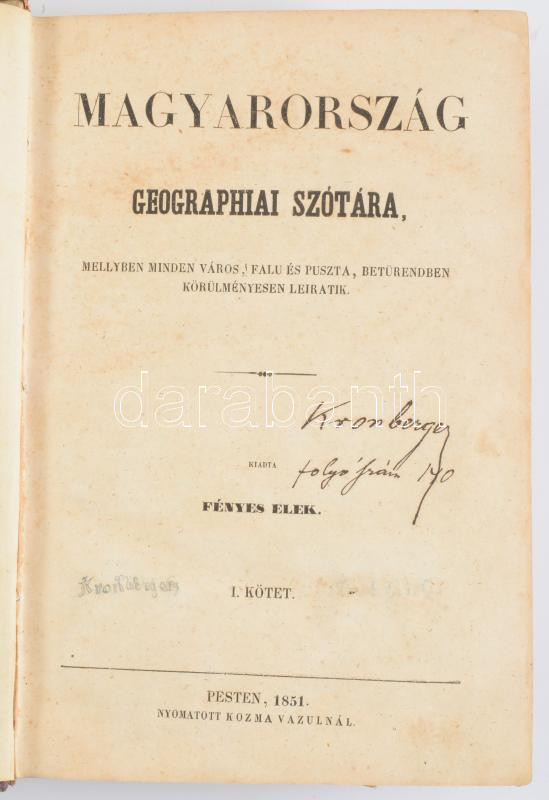 MAGYARORSZÁG
GEOGRAPHIAI SZÓTÁRA,
MELLYBEN MINDEN VÁROS, FALU ÉS PUSZTA, BETÜRENDBEN
KÖRÜLMÉNYESEN LEIRATIK.
darabanth
Kronberger
KIADTA
folyó szám 140
FÉNYES ELEK.
Kronberger
I. KÖTET.
PESTEN, 1851.
NYOMATOTT KOZMA VAZULNÁL.